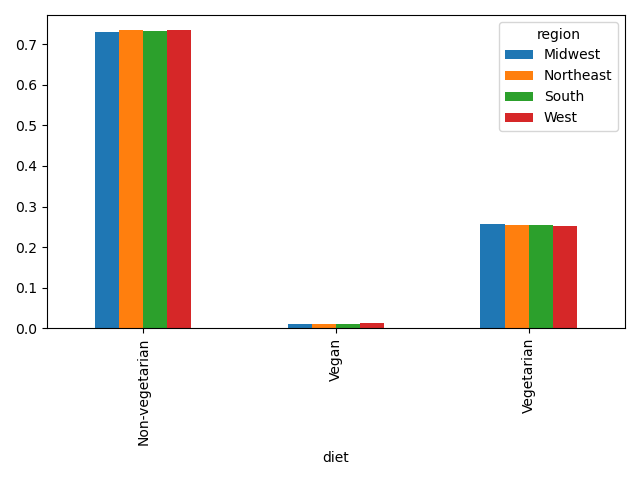 region
Midwest
Northeast
South
West
0.7
0.6
0.5
0.4
0.3
0.2
0.1
0.0
Non-vegetarian
Vegan
Vegetarian
diet